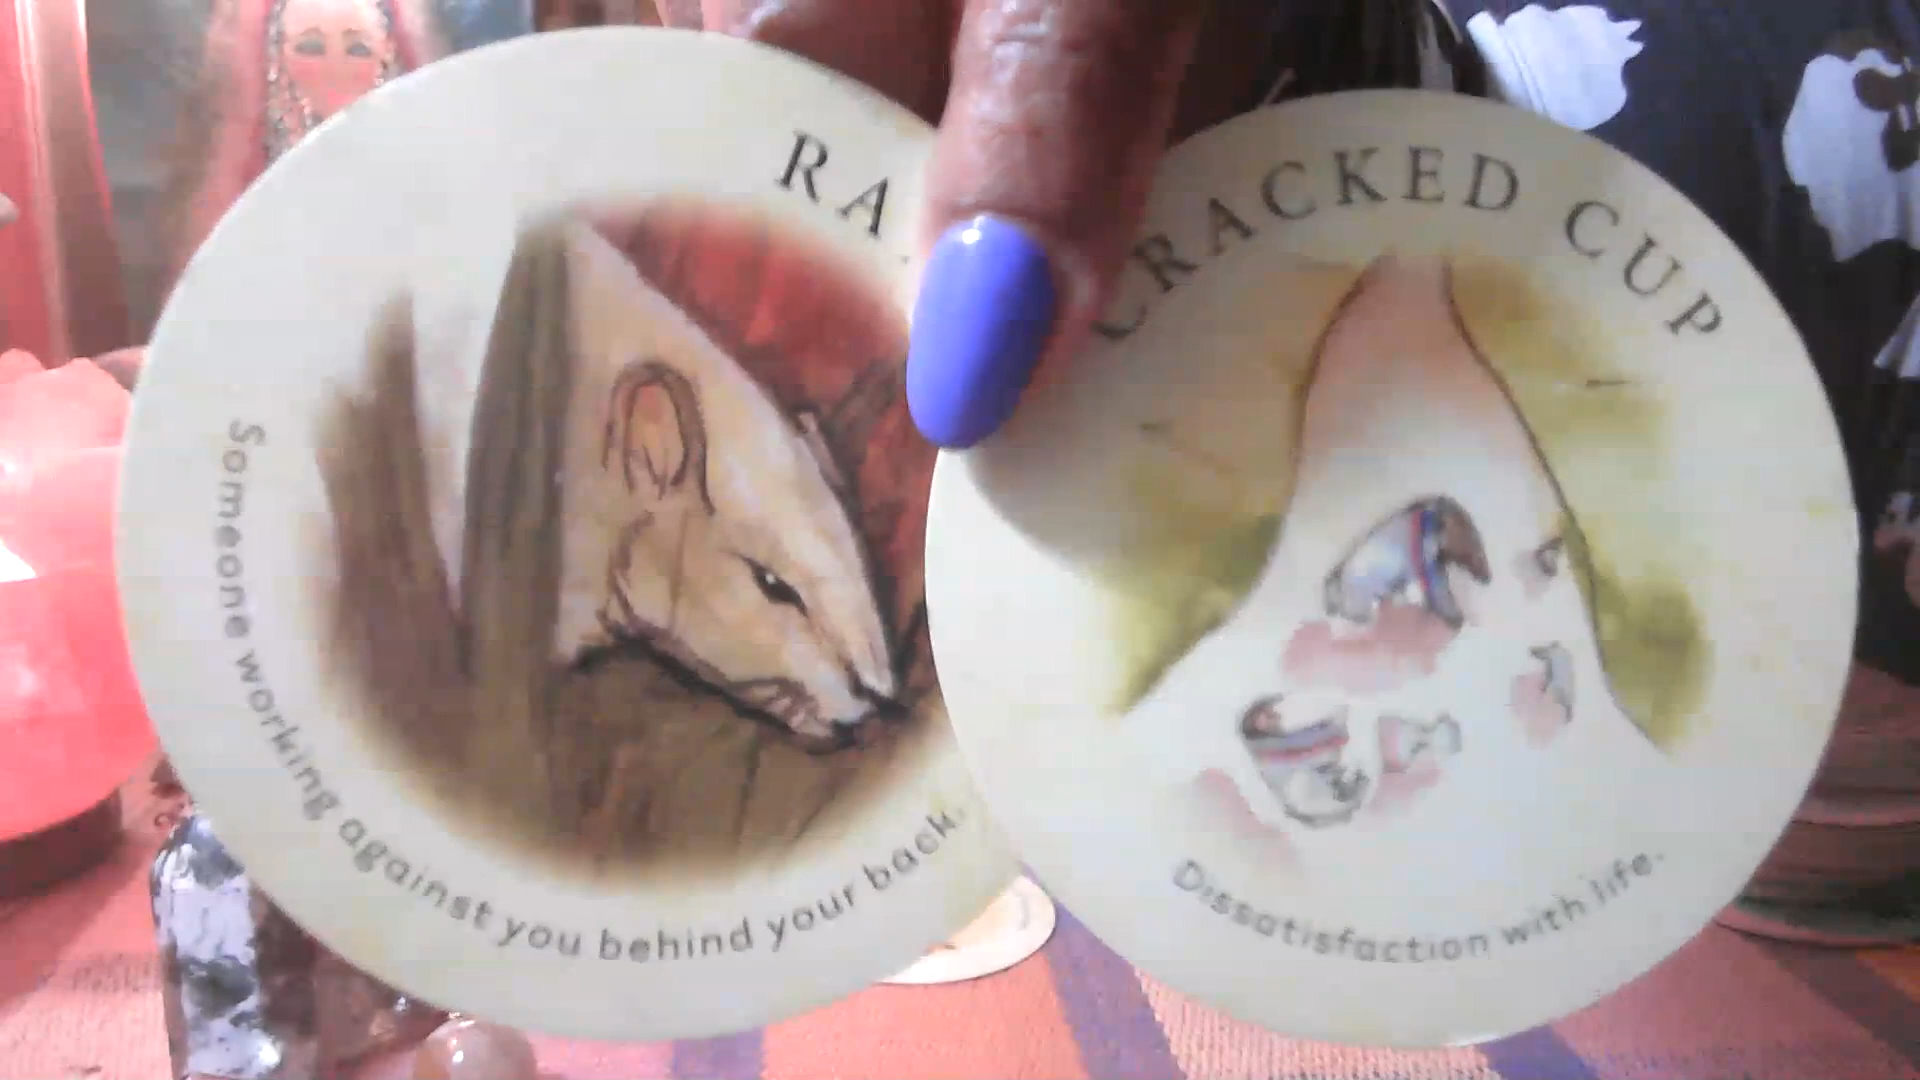 RA
Someone working against you behind your back.
CRACKED CUP
Dissatisfaction with life.